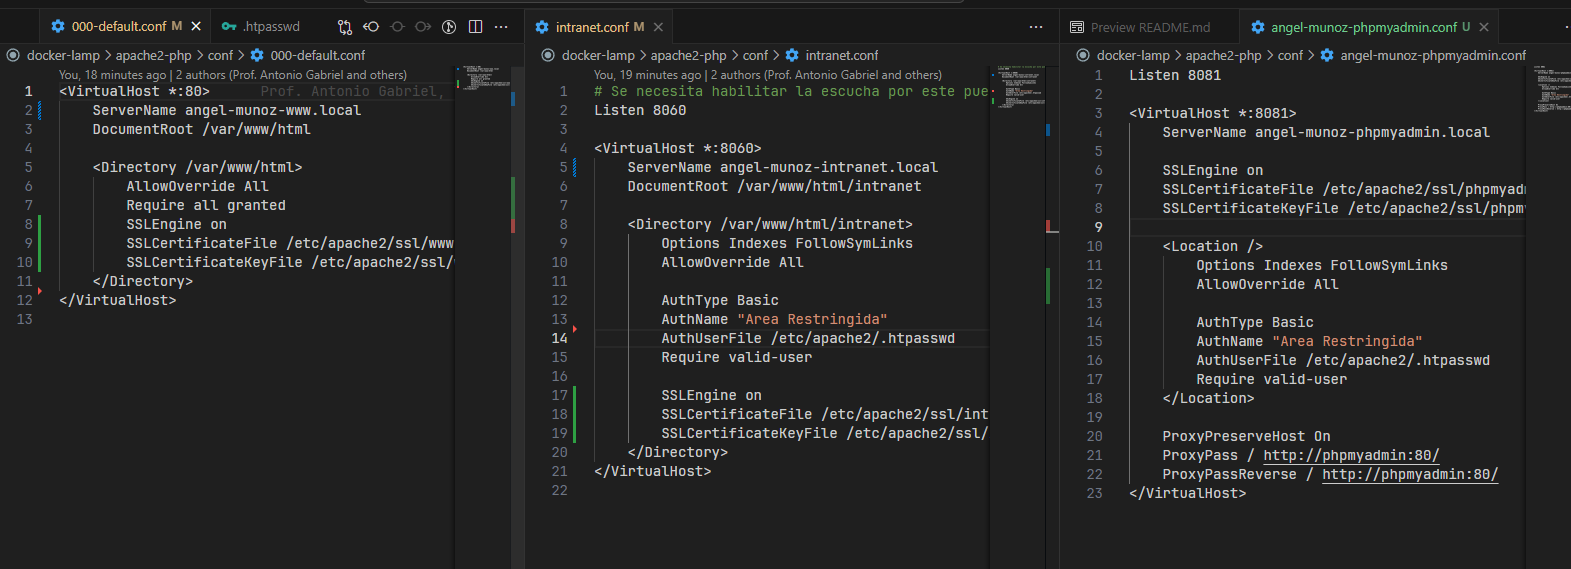 000-default.conf M
.htpasswd
docker-lamp > apache2-php > conf > 000-default.conf
You, 18 minutes ago | 2 authors (Prof. Antonio Gabriel and others)
1 <VirtualHost *:80> Prof. Antonio Gabriel,
2 ServerName angel-munoz-www.local
3 DocumentRoot /var/www/html
4
5 <Directory /var/www/html>
6 AllowOverride All
7 Require all granted
8 SSLEngine on
9 SSLCertificateFile /etc/apache2/ssl/www
10 SSLCertificateKeyFile /etc/apache2/ssl/
11 </Directory>
12 </VirtualHost>
13
intranet.conf M
docker-lamp > apache2-php > conf > intranet.conf
You, 19 minutes ago | 2 authors (Prof. Antonio Gabriel and others)
1 # Se necesita habilitar la escucha por este pue
2 Listen 8060
3
4 <VirtualHost *:8060>
5 ServerName angel-munoz-intranet.local
6 DocumentRoot /var/www/html/intranet
7
8 <Directory /var/www/html/intranet>
9 Options Indexes FollowSymLinks
10 AllowOverride All
11
12 AuthType Basic
13 AuthName "Area Restringida"
14 AuthUserFile /etc/apache2/.htpasswd
15 Require valid-user
16
17 SSLEngine on
18 SSLCertificateFile /etc/apache2/ssl/int
19 SSLCertificateKeyFile /etc/apache2/ssl/
20 </Directory>
21 </VirtualHost>
22
Preview README.md
angel-munoz-phpmyadmin.conf U
docker-lamp > apache2-php > conf > angel-munoz-phpmyadmin.conf
1 Listen 8081
2
3 <VirtualHost *:8081>
4 ServerName angel-munoz-phpmyadmin.local
5
6 SSLEngine on
7 SSLCertificateFile /etc/apache2/ssl/phpmyadm
8 SSLCertificateKeyFile /etc/apache2/ssl/phpm
9
10 <Location />
11 Options Indexes FollowSymLinks
12 AllowOverride All
13
14 AuthType Basic
15 AuthName "Area Restringida"
16 AuthUserFile /etc/apache2/.htpasswd
17 Require valid-user
18 </Location>
19
20 ProxyPreserveHost On
21 ProxyPass / http://phpmyadmin:80/
22 ProxyPassReverse / http://phpmyadmin:80/
23 </VirtualHost>